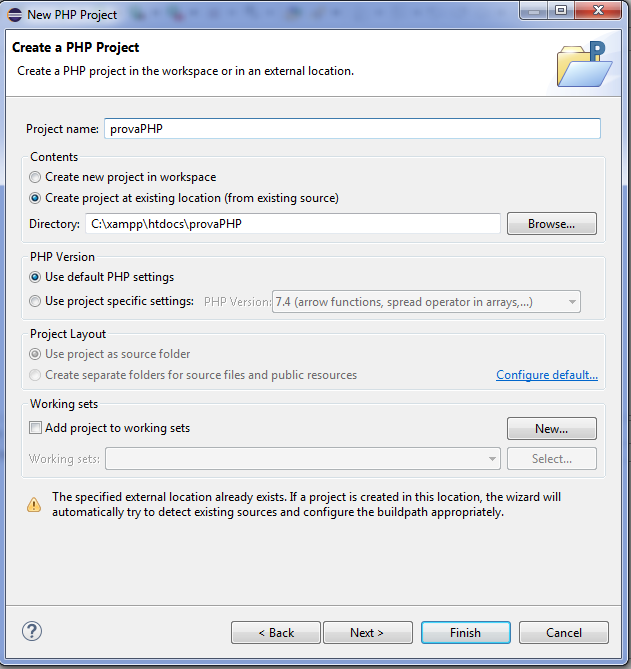 New PHP Project
Create a PHP Project
Create a PHP project in the workspace or in an external location.
P
Project name: provaPHP
Contents
Create new project in workspace
Create project at existing location (from existing source)
Directory: C:\xampp\htdocs\provaPHP Browse...
PHP Version
Use default PHP settings
Use project specific settings: PHP Version: 7.4 (arrow functions, spread operator in arrays,...)
Project Layout
Use project as source folder
Create separate folders for source files and public resources Configure default...
Working sets
Add project to working sets New...
Working sets: Select...
The specified external location already exists. If a project is created in this location, the wizard will
automatically try to detect existing sources and configure the buildpath appropriately.
? < Back Next > Finish Cancel